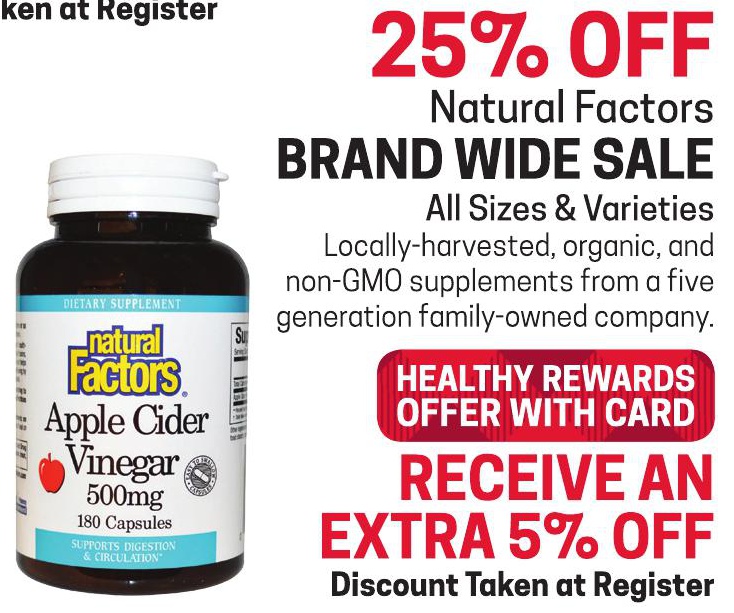 ken at Register
25% OFF
Natural Factors
BRAND WIDE SALE
All Sizes & Varieties
Locally-harvested, organic, and
non-GMO supplements from a five
generation family-owned company.
HEALTHY REWARDS
OFFER WITH CARD
RECEIVE AN
EXTRA 5% OFF
Discount Taken at Register
DIETARY SUPPLEMENT
natural
Factors®
Apple Cider
Vinegar
500mg
180 Capsules
SUPPORTS DIGESTION
& CIRCULATION*